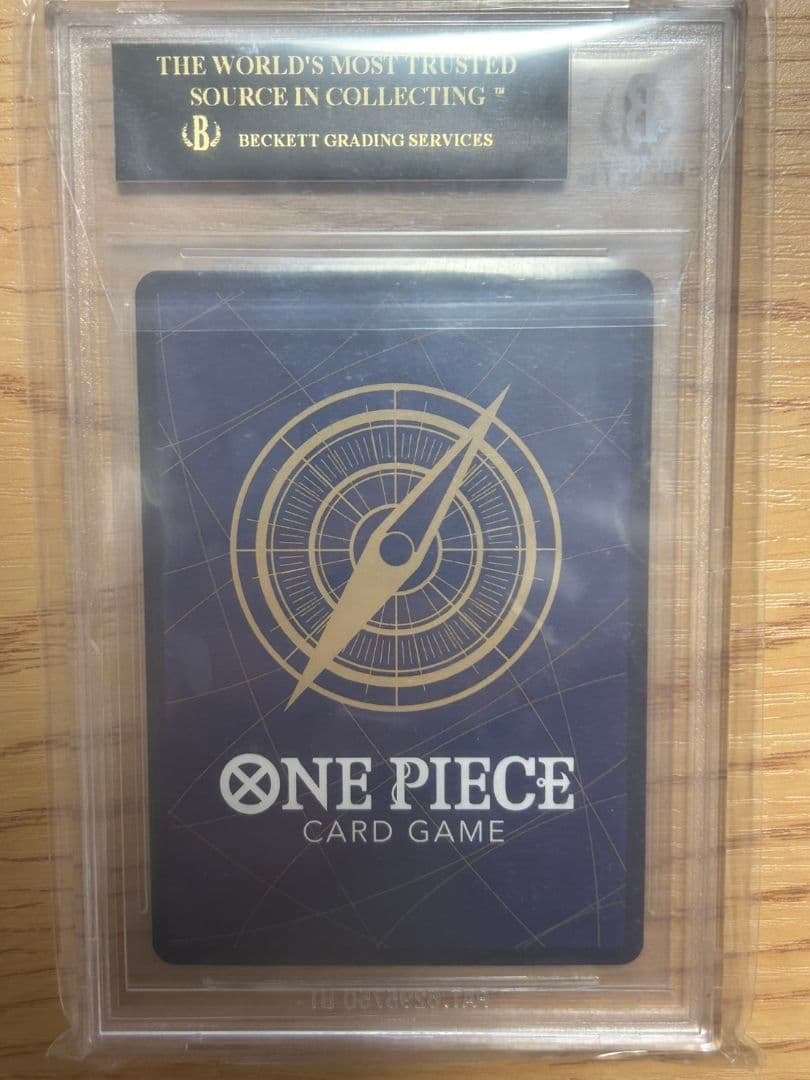 THE WORLD'S MOST TRUSTED
SOURCE IN COLLECTING ™
B BECKETT GRADING SERVICES
ONE PIECE
CARD GAME